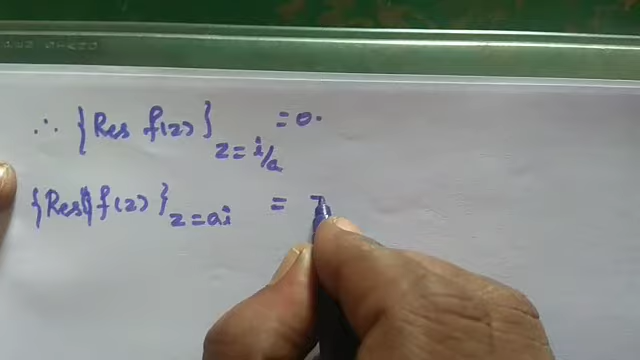 ∴ {Res f(z)} z = i/a = 0.
{Res f(z)} z = ai =